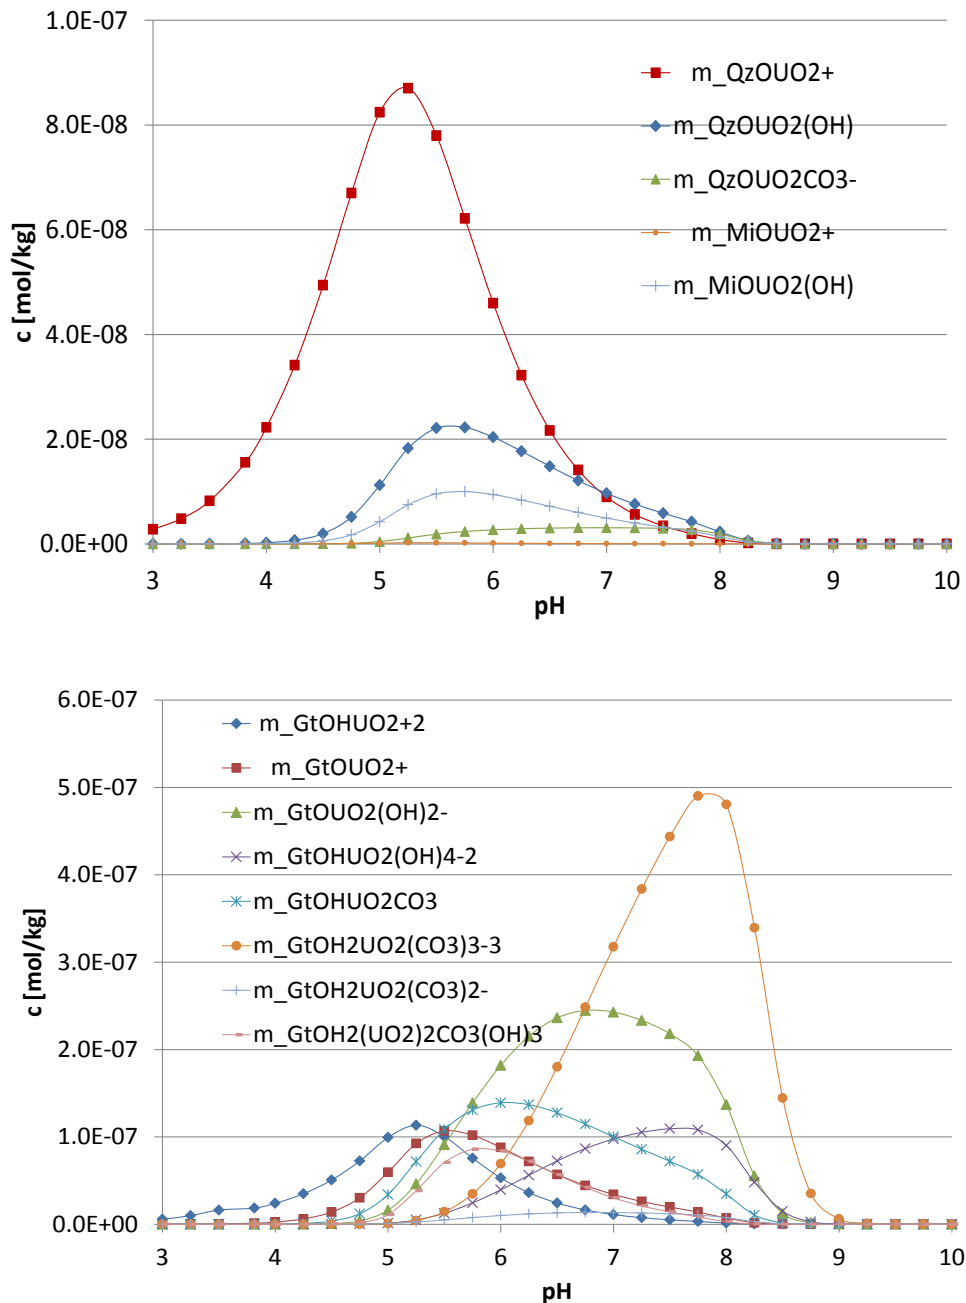 1.0E-07
8.0E-08
6.0E-08
4.0E-08
2.0E-08
0.0E+00
c [mol/kg]
m_QzOUO2+
m_QzOUO2(OH)
m_QzOUO2CO3-
m_MiOUO2+
m_MiOUO2(OH)
3 4 5 6 7 8 9 10
pH
6.0E-07
5.0E-07
4.0E-07
3.0E-07
2.0E-07
1.0E-07
0.0E+00
c [mol/kg]
m_GtOHUO2+2
m_GtOUO2+
m_GtOUO2(OH)2-
m_GtOHUO2(OH)4-2
m_GtOHUO2CO3
m_GtOH2UO2(CO3)3-3
m_GtOH2UO2(CO3)2-
m_GtOH2(UO2)2CO3(OH)3
3 4 5 6 7 8 9 10
pH